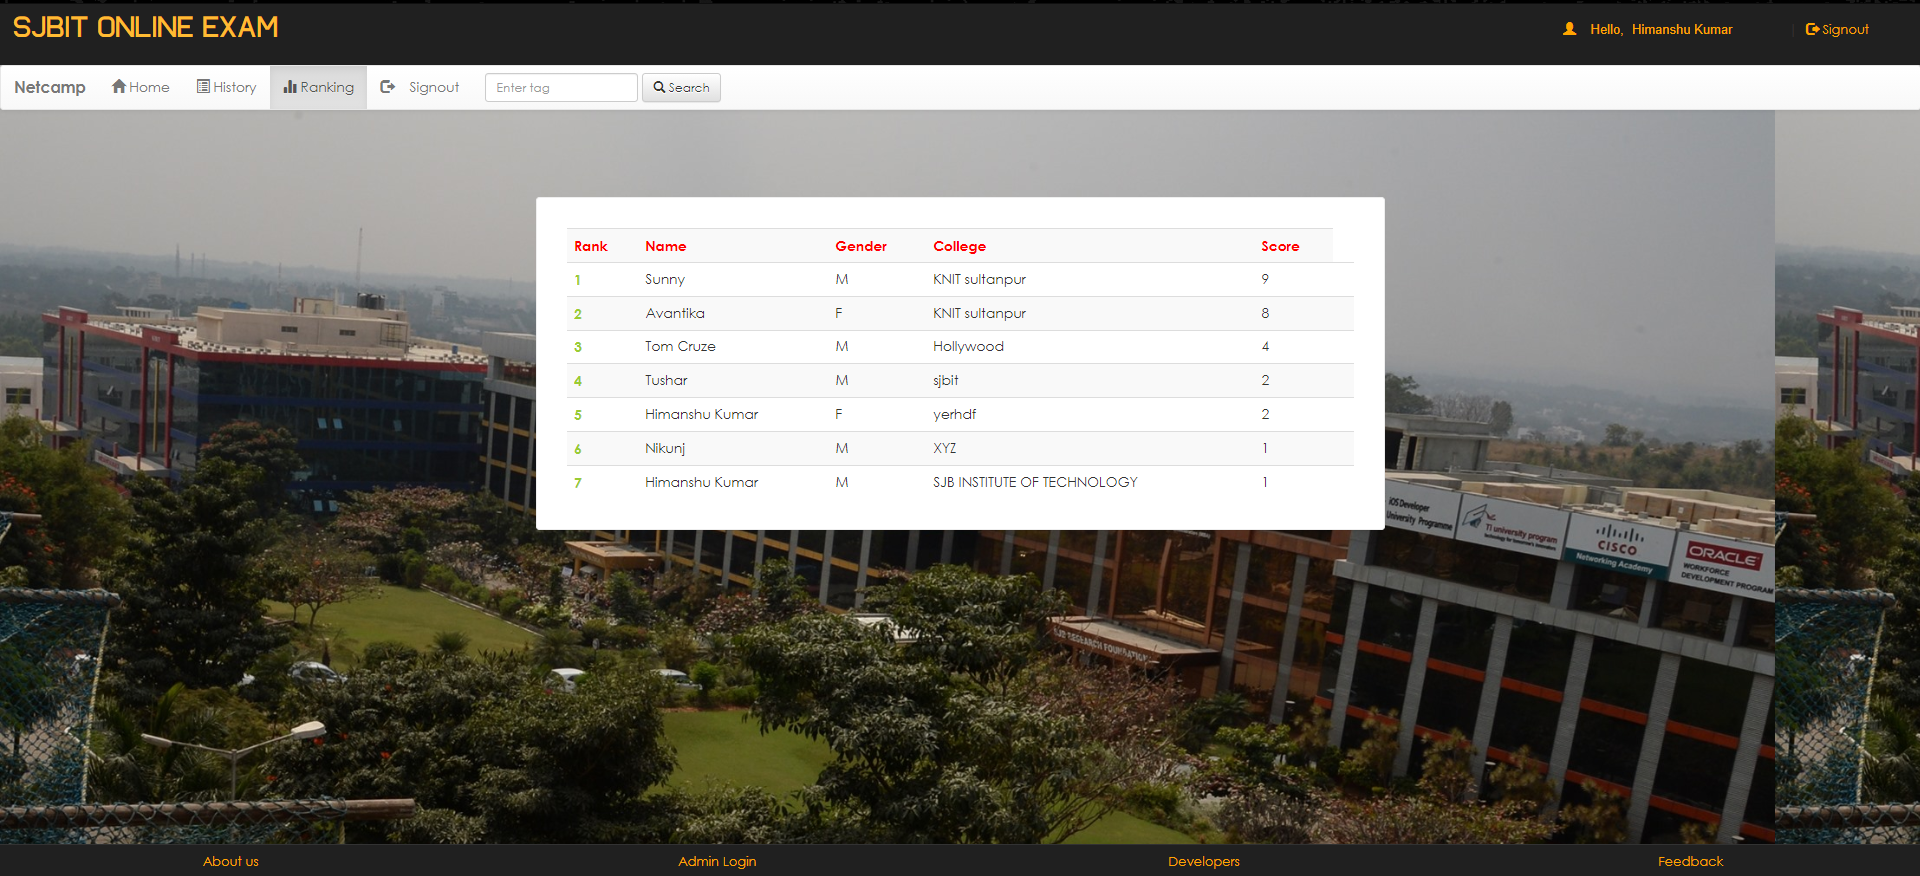 SJBIT ONLINE EXAM
Hello, Himanshu Kumar
Signout
Netcamp Home History Ranking Signout Enter tag Search
Rank Name Gender College Score
1 Sunny M KNIT sultanpur 9
2 Avantika F KNIT sultanpur 8
3 Tom Cruze M Hollywood 4
4 Tushar M sjbit 2
5 Himanshu Kumar F yerhdf 2
6 Nikunj M XYZ 1
7 Himanshu Kumar M SJB INSTITUTE OF TECHNOLOGY 1
iOS Developer
University Programme
TI university program
technology for tomorrow's innovators
CISCO
Networking Academy
ORACLE
WORKFORCE
DEVELOPMENT PROGRAM
SJB RESEARCH FOUNDATION
About us Admin Login Developers Feedback